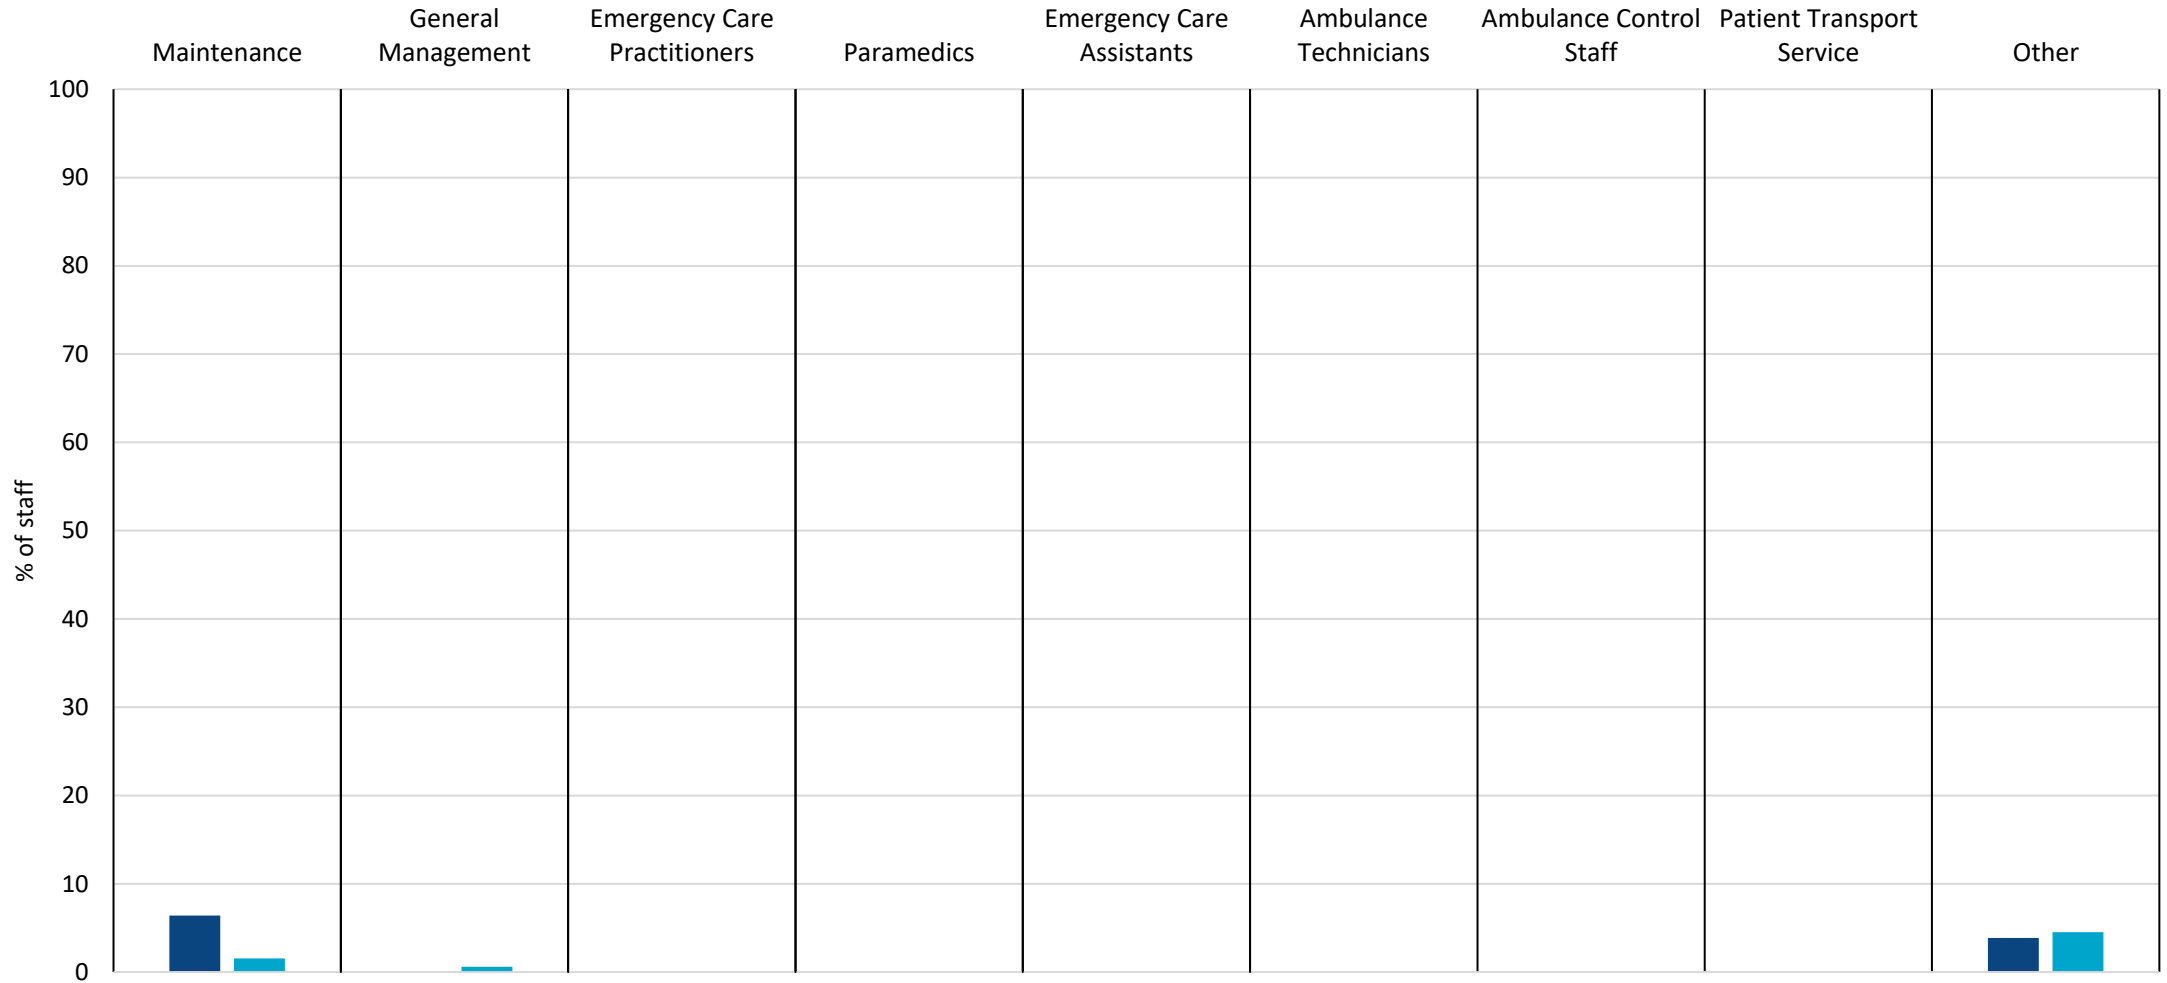 Maintenance
General
Management
Emergency Care
Practitioners
Paramedics
Emergency Care
Assistants
Ambulance
Technicians
Ambulance Control
Staff
Patient Transport
Service
Other
100
90
80
70
60
50
40
30
20
10
0
% of staff